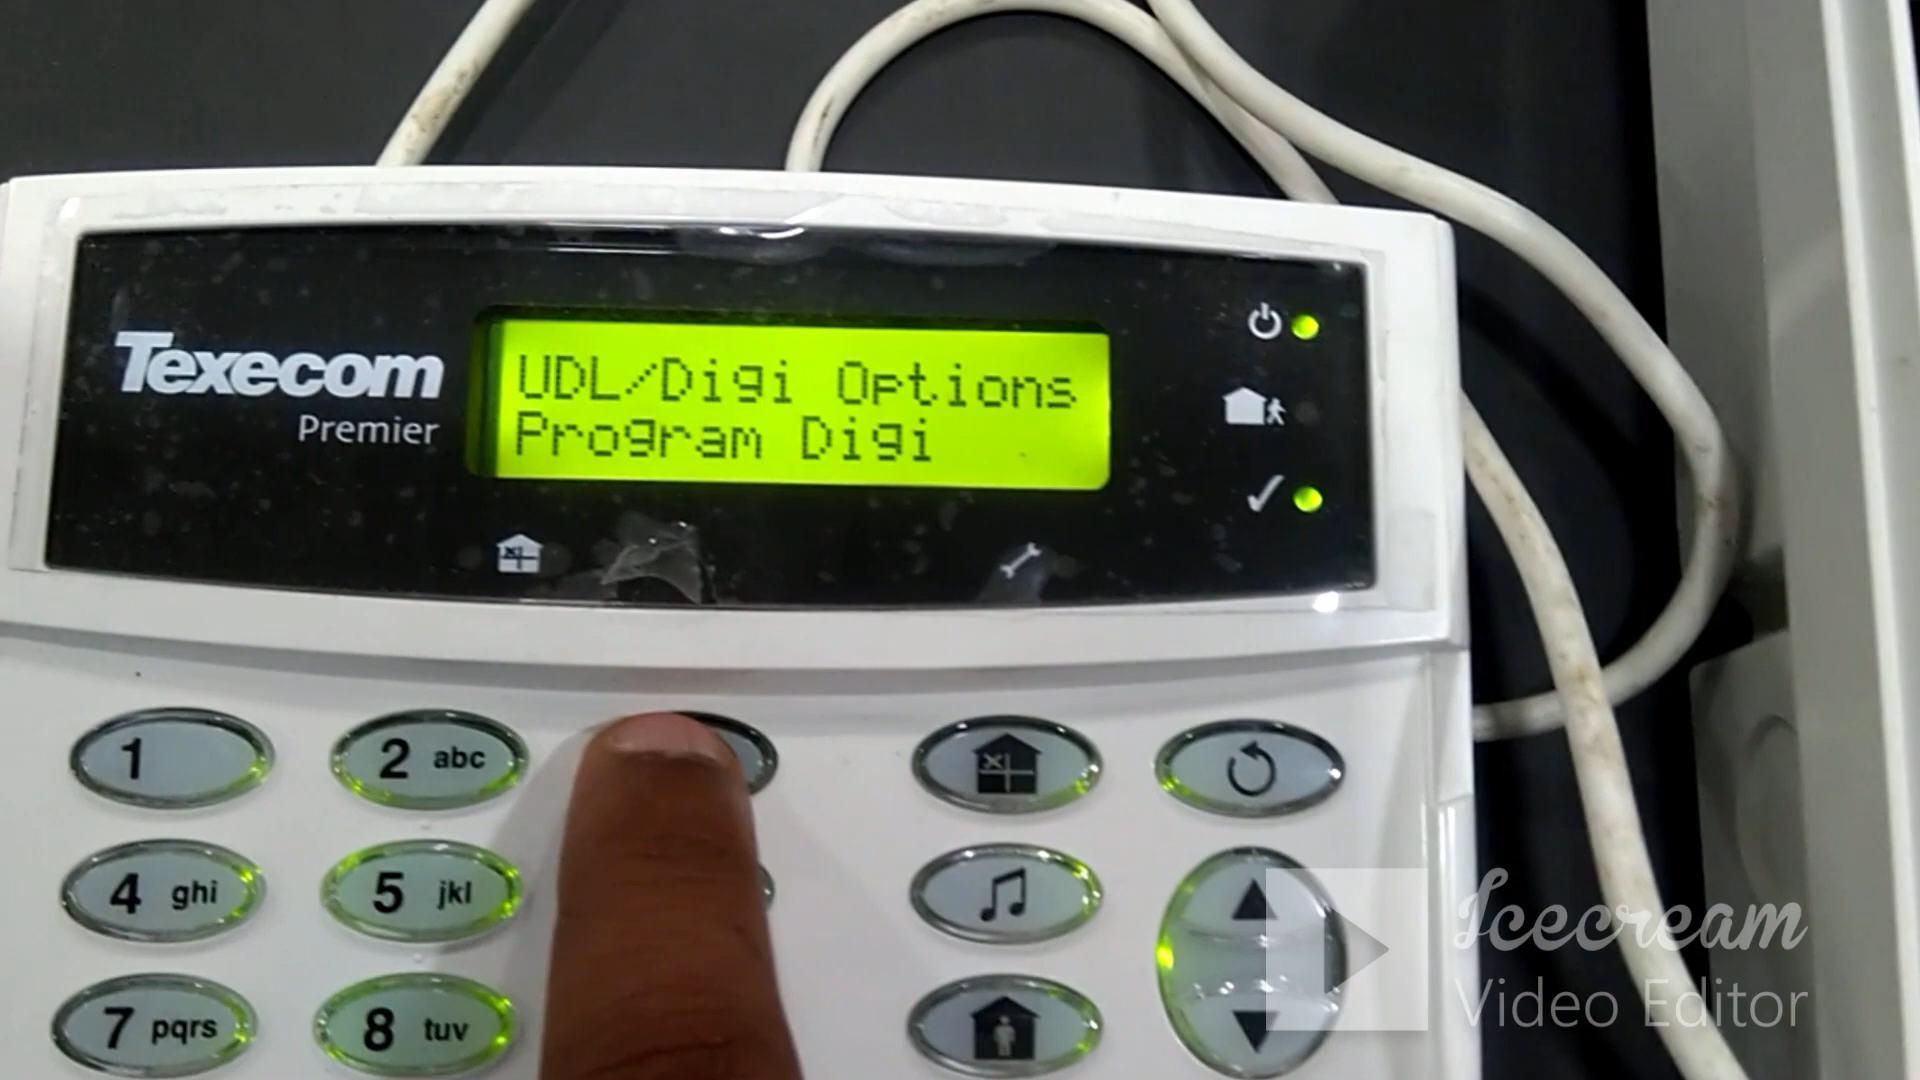 Texecom
Premier
UDL/Digi Options
Program Digi
1
2 abc
4 ghi
5 jkl
7 pqrs
8 tuv
Icecream
Video Editor